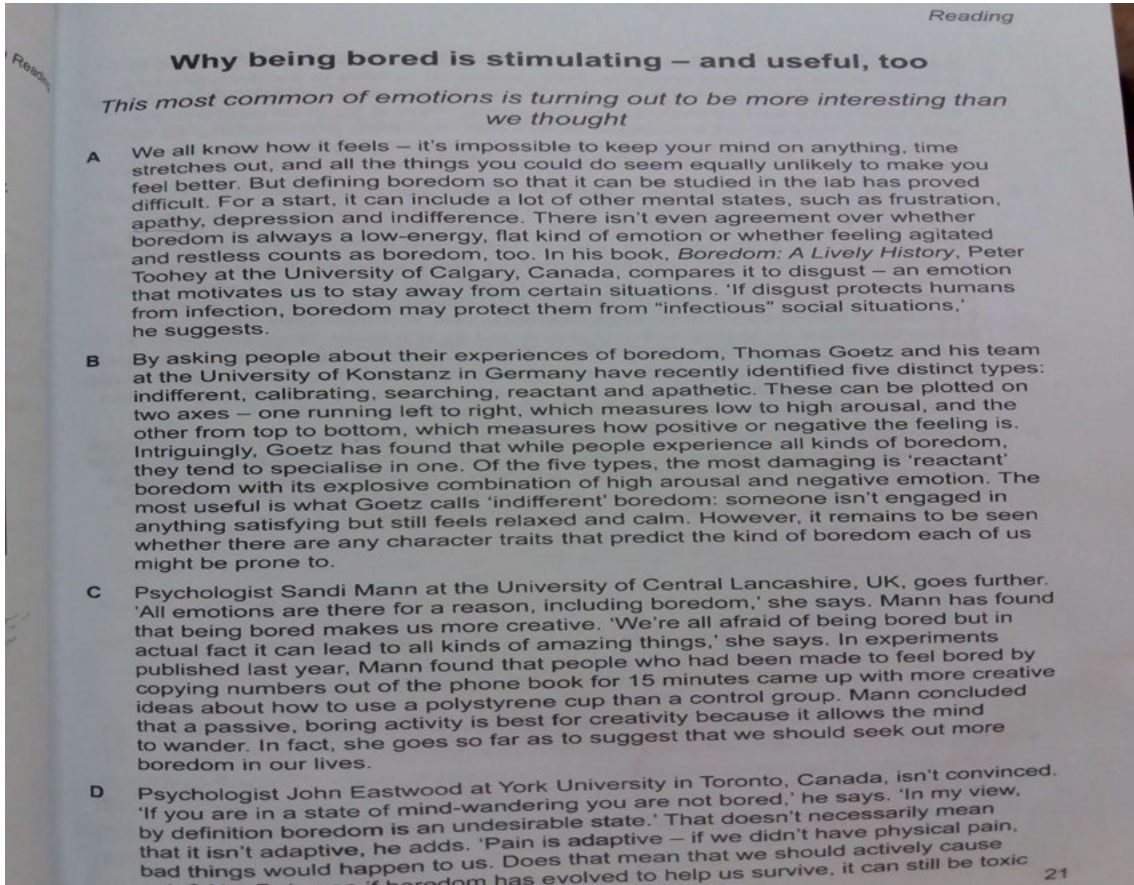 Reading
Reading
Why being bored is stimulating – and useful, too
This most common of emotions is turning out to be more interesting than
we thought
A We all know how it feels – it's impossible to keep your mind on anything, time
stretches out, and all the things you could do seem equally unlikely to make you
feel better. But defining boredom so that it can be studied in the lab has proved
difficult. For a start, it can include a lot of other mental states, such as frustration,
apathy, depression and indifference. There isn't even agreement over whether
boredom is always a low-energy, flat kind of emotion or whether feeling agitated
and restless counts as boredom, too. In his book, Boredom: A Lively History, Peter
Toohey at the University of Calgary, Canada, compares it to disgust – an emotion
that motivates us to stay away from certain situations. 'If disgust protects humans
from infection, boredom may protect them from "infectious" social situations,'
he suggests.
B By asking people about their experiences of boredom, Thomas Goetz and his team
at the University of Konstanz in Germany have recently identified five distinct types:
indifferent, calibrating, searching, reactant and apathetic. These can be plotted on
two axes – one running left to right, which measures low to high arousal, and the
other from top to bottom, which measures how positive or negative the feeling is.
Intriguingly, Goetz has found that while people experience all kinds of boredom,
they tend to specialise in one. Of the five types, the most damaging is 'reactant'
boredom with its explosive combination of high arousal and negative emotion. The
most useful is what Goetz calls 'indifferent' boredom: someone isn't engaged in
anything satisfying but still feels relaxed and calm. However, it remains to be seen
whether there are any character traits that predict the kind of boredom each of us
might be prone to.
C Psychologist Sandi Mann at the University of Central Lancashire, UK, goes further.
'All emotions are there for a reason, including boredom,' she says. Mann has found
that being bored makes us more creative. 'We're all afraid of being bored but in
actual fact it can lead to all kinds of amazing things,' she says. In experiments
published last year, Mann found that people who had been made to feel bored by
copying numbers out of the phone book for 15 minutes came up with more creative
ideas about how to use a polystyrene cup than a control group. Mann concluded
that a passive, boring activity is best for creativity because it allows the mind
to wander. In fact, she goes so far as to suggest that we should seek out more
boredom in our lives.
D Psychologist John Eastwood at York University in Toronto, Canada, isn't convinced.
'If you are in a state of mind-wandering you are not bored,' he says. 'In my view,
by definition boredom is an undesirable state.' That doesn't necessarily mean
that it isn't adaptive, he adds. 'Pain is adaptive – if we didn't have physical pain,
bad things would happen to us. Does that mean that we should actively cause
if boredom has evolved to help us survive, it can still be toxic
21